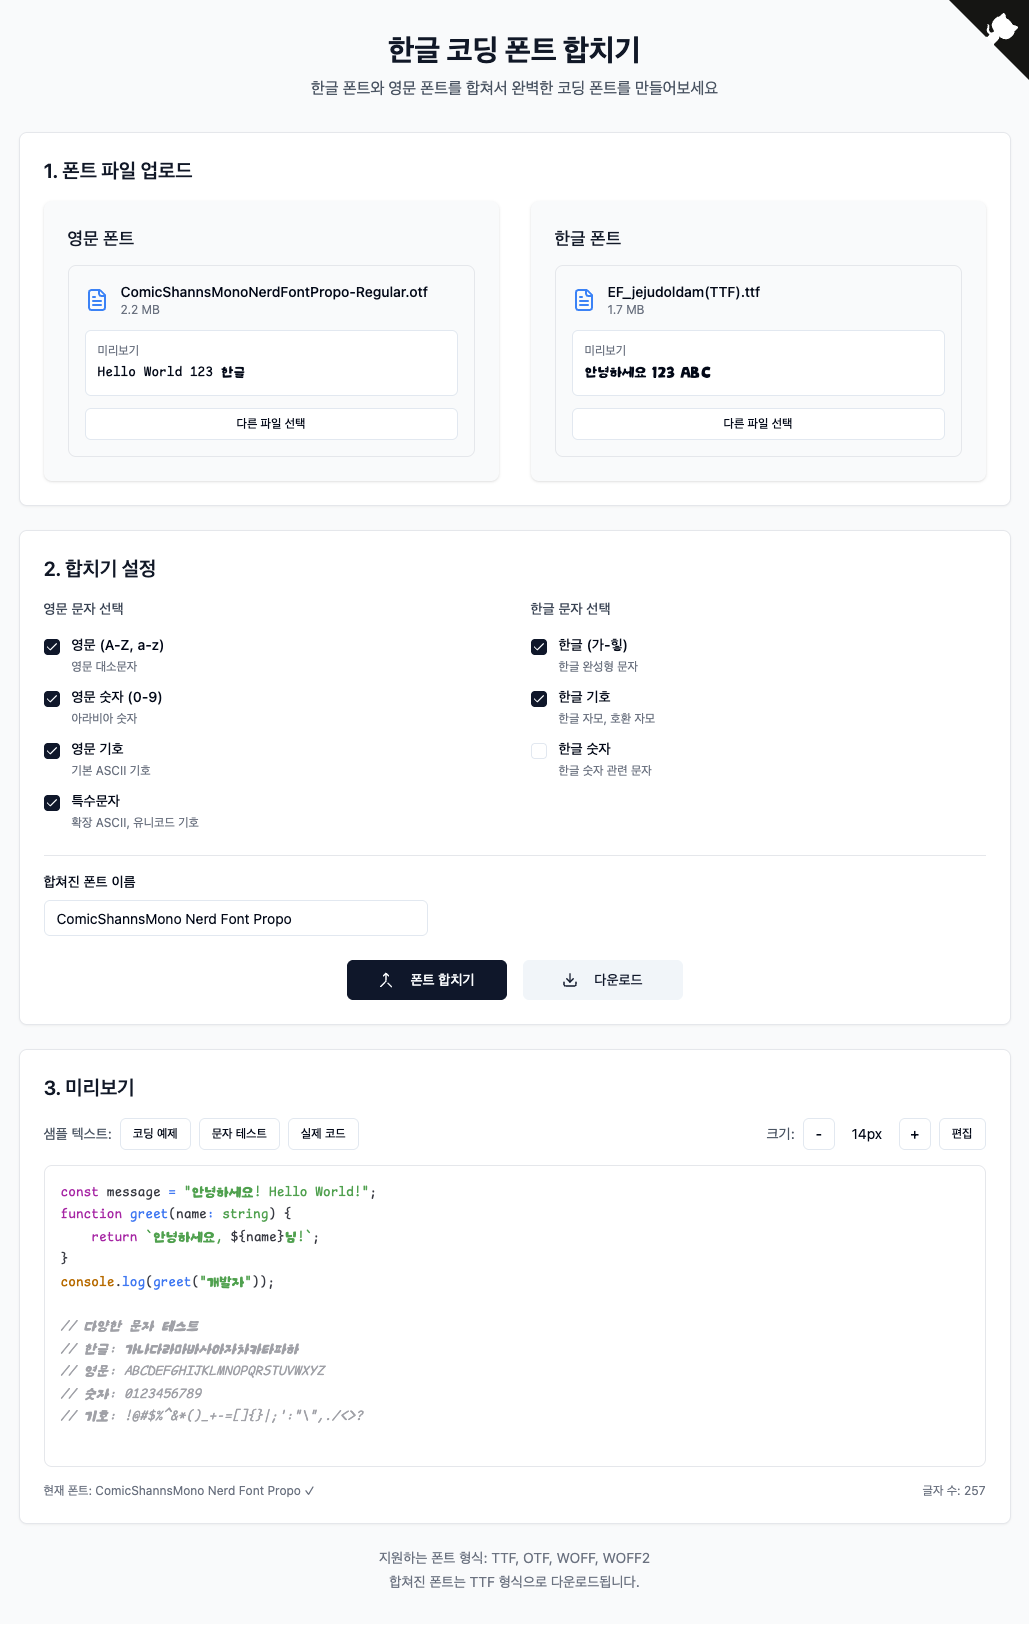 한글 코딩 폰트 합치기
한글 폰트와 영문 폰트를 합쳐서 완벽한 코딩 폰트를 만들어보세요
1. 폰트 파일 업로드
영문 폰트
ComicShannsMonoNerdFontPropo-Regular.otf
2.2 MB
미리보기
Hello World 123 한글
다른 파일 선택
한글 폰트
EF_jejudoldam(TTF).ttf
1.7 MB
미리보기
안녕하세요 123 ABC
다른 파일 선택
2. 합치기 설정
영문 문자 선택
영문 (A-Z, a-z)
영문 대소문자
영문 숫자 (0-9)
아라비아 숫자
영문 기호
기본 ASCII 기호
특수문자
확장 ASCII, 유니코드 기호
한글 문자 선택
한글 (가-힣)
한글 완성형 문자
한글 기호
한글 자모, 호환 자모
한글 숫자
한글 숫자 관련 문자
합쳐진 폰트 이름
ComicShannsMono Nerd Font Propo
폰트 합치기
다운로드
3. 미리보기
샘플 텍스트: 코딩 예제 문자 테스트 실제 코드
크기: - 14px + 편집
const message = "안녕하세요! Hello World!";
function greet(name: string) {
    return `안녕하세요, ${name}님!`;
}
console.log(greet("개발자"));
// 다양한 문자 테스트
// 한글: 가나다라마바사아자차카타파하
// 영문: ABCDEFGHIJKLMNOPQRSTUVWXYZ
// 숫자: 0123456789
// 기호: !@#$%^&*()_+-=[]{}|;':"\",./<>?
현재 폰트: ComicShannsMono Nerd Font Propo ✓
글자 수: 257
지원하는 폰트 형식: TTF, OTF, WOFF, WOFF2
합쳐진 폰트는 TTF 형식으로 다운로드됩니다.